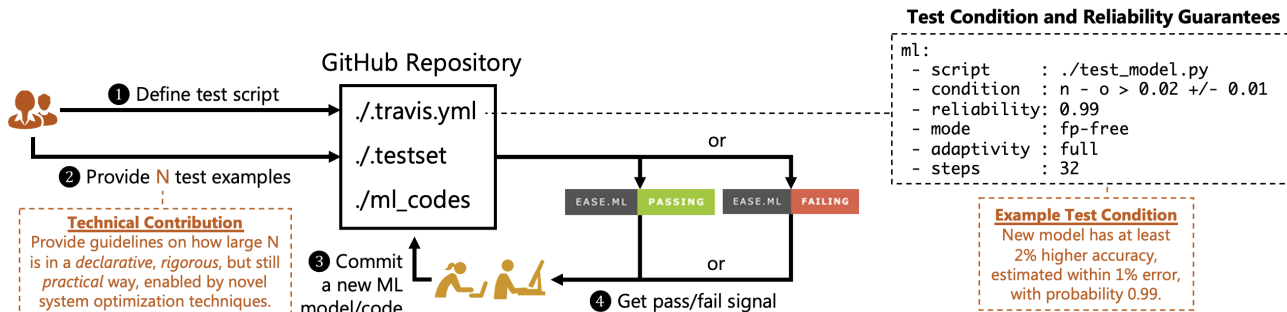 Test Condition and Reliability Guarantees
ml:
- script : ./test_model.py
- condition : n - o > 0.02 +/- 0.01
- reliability: 0.99
- mode : fp-free
- adaptivity : full
- steps : 32
GitHub Repository
./.travis.yml
./.testset
./ml_codes
❶ Define test script
❷ Provide N test examples
Technical Contribution
Provide guidelines on how large N
is in a declarative, rigorous, but still
practical way, enabled by novel
system optimization techniques.
or
EASE.ML PASSING
EASE.ML FAILING
or
❸ Commit
a new ML
model/code
❹ Get pass/fail signal
Example Test Condition
New model has at least
2% higher accuracy,
estimated within 1% error,
with probability 0.99.